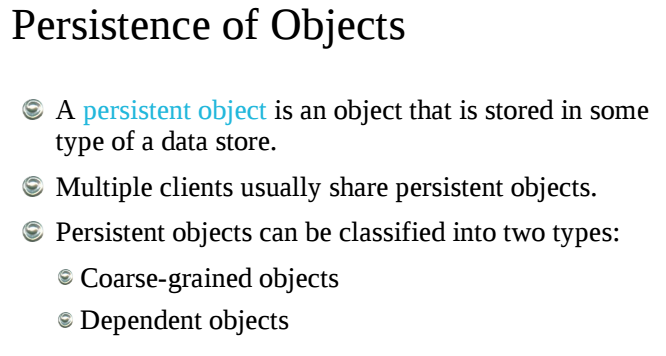 Persistence of Objects
A persistent object is an object that is stored in some
type of a data store.
Multiple clients usually share persistent objects.
Persistent objects can be classified into two types:
Coarse-grained objects
Dependent objects